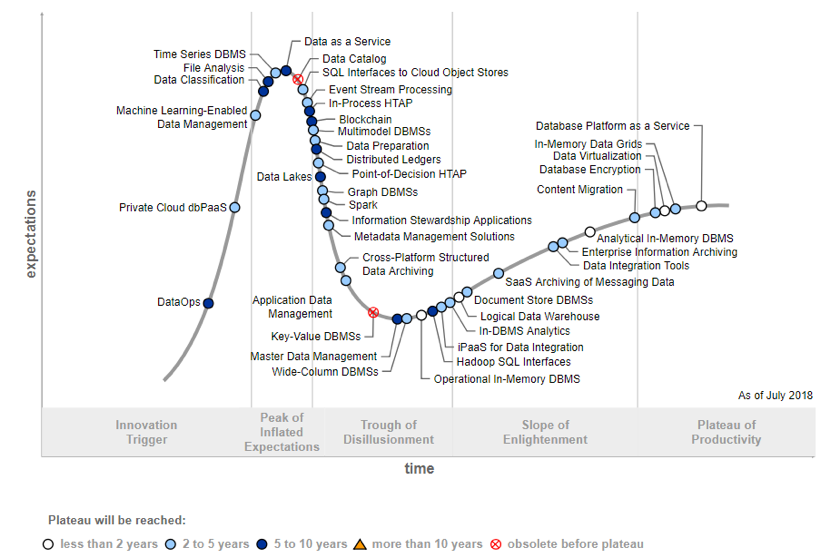 expectations
Time Series DBMS
File Analysis
Data Classification
Machine Learning-Enabled
Data Management
Private Cloud dbPaaS
DataOps
Data as a Service
Data Catalog
SQL Interfaces to Cloud Object Stores
Event Stream Processing
In-Process HTAP
Blockchain
Multimodel DBMSs
Data Preparation
Distributed Ledgers
Point-of-Decision HTAP
Data Lakes
Graph DBMSs
Spark
Information Stewardship Applications
Metadata Management Solutions
Cross-Platform Structured
Data Archiving
Application Data
Management
Key-Value DBMSs
Master Data Management
Wide-Column DBMSs
Operational In-Memory DBMS
Hadoop SQL Interfaces
iPaaS for Data Integration
In-DBMS Analytics
Logical Data Warehouse
Document Store DBMSs
SaaS Archiving of Messaging Data
Data Integration Tools
Enterprise Information Archiving
Analytical In-Memory DBMS
Content Migration
Database Encryption
Data Virtualization
In-Memory Data Grids
Database Platform as a Service
As of July 2018
Innovation
Trigger
Peak of
Inflated
Expectations
Trough of
Disillusionment
Slope of
Enlightenment
Plateau of
Productivity
time
Plateau will be reached:
less than 2 years 2 to 5 years 5 to 10 years more than 10 years obsolete before plateau